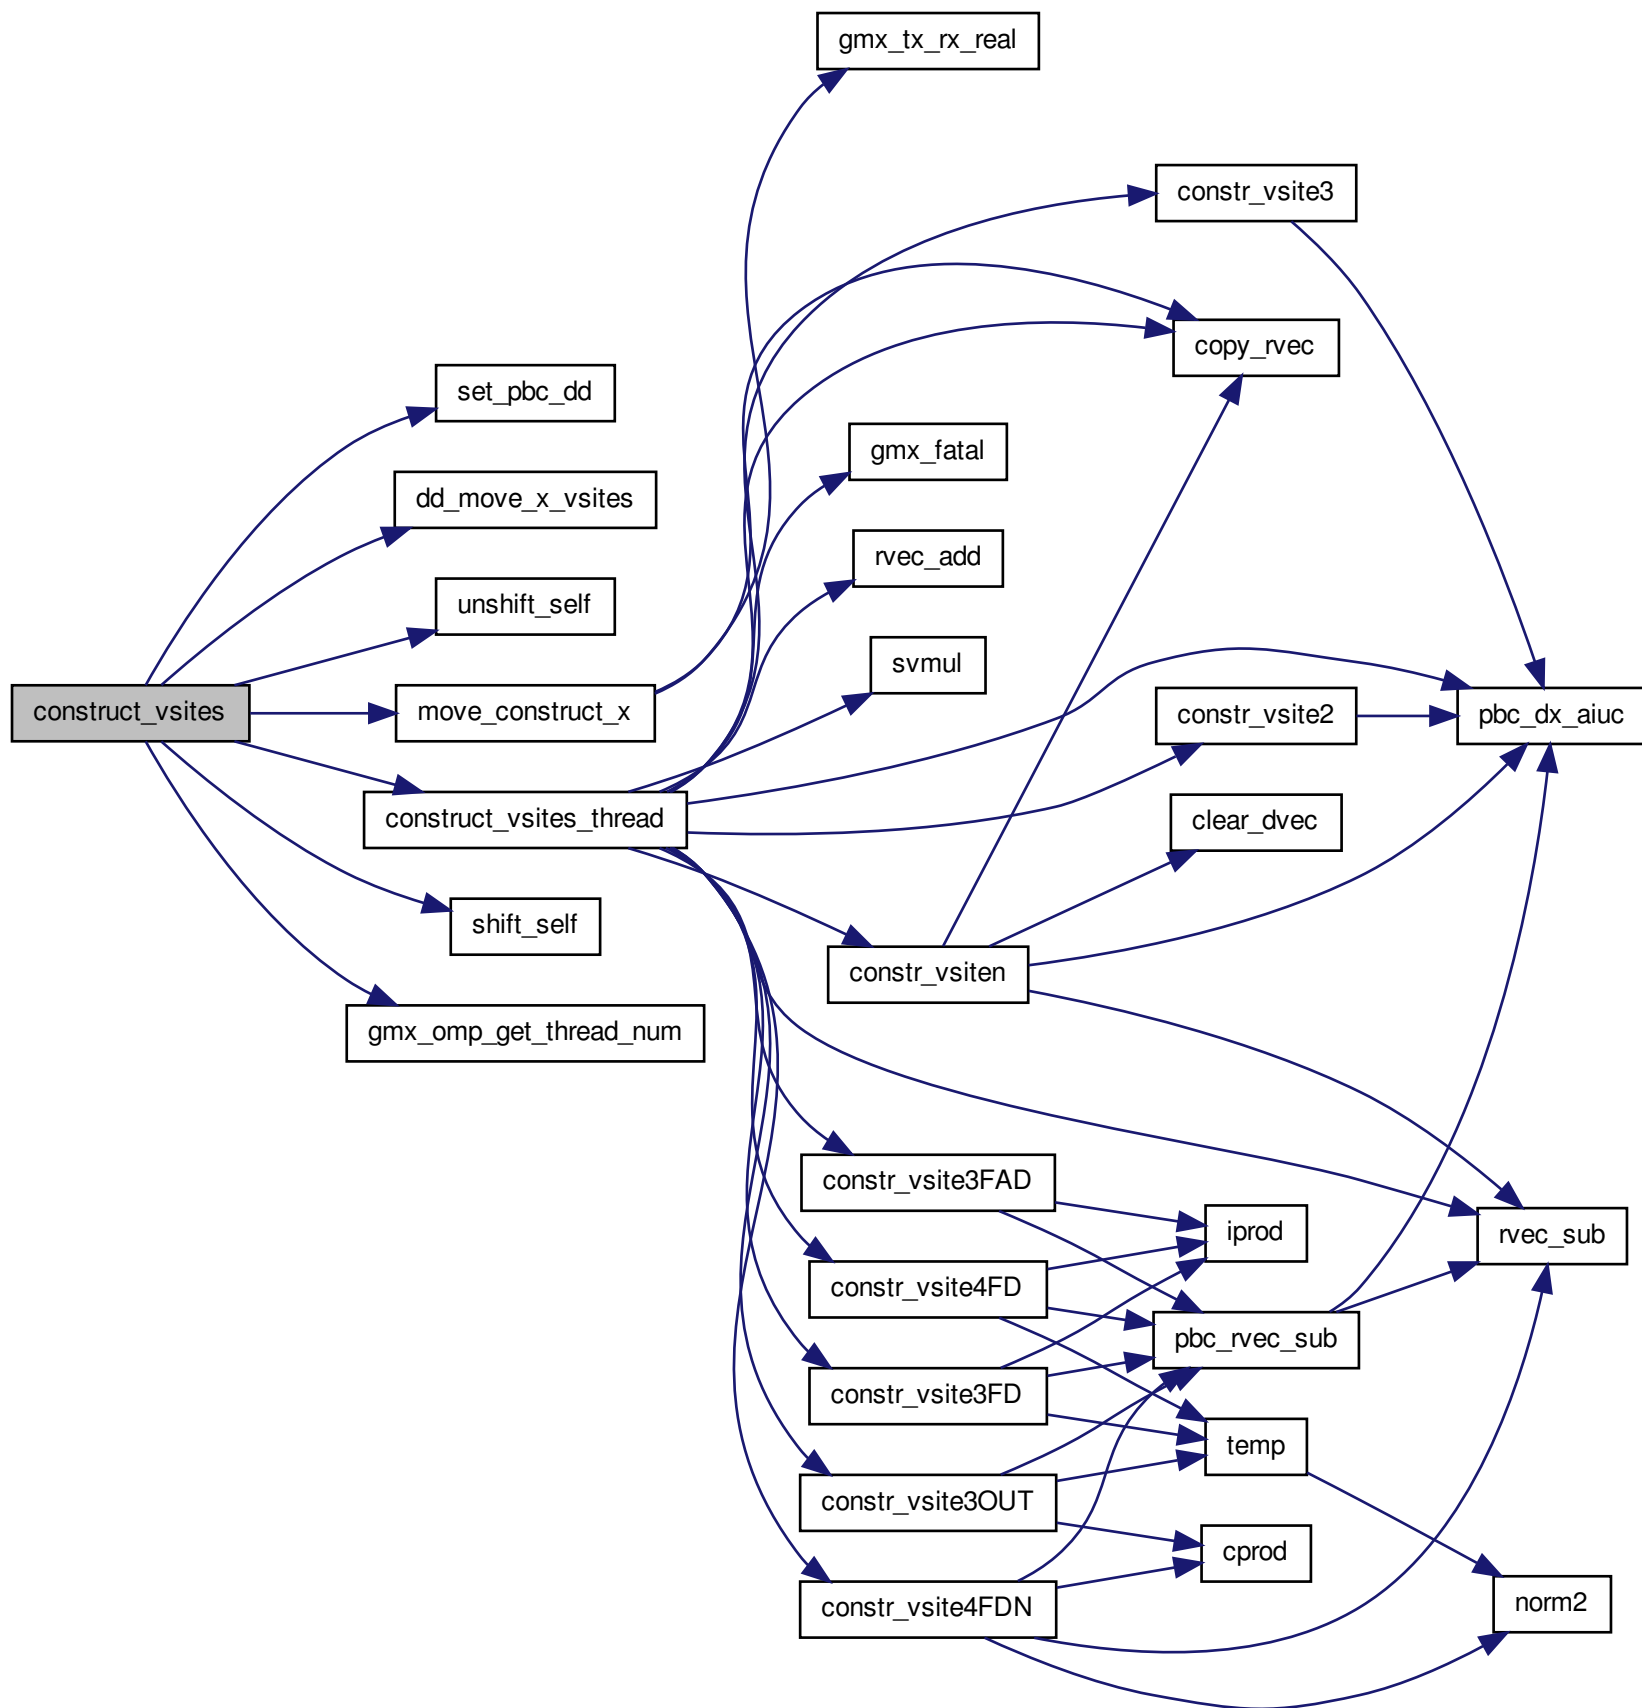 gmx_tx_rx_real
constr_vsite3
copy_rvec
set_pbc_dd
gmx_fatal
dd_move_x_vsites
rvec_add
unshift_self
svmul
construct_vsites
move_construct_x
constr_vsite2
pbc_dx_aiuc
construct_vsites_thread
clear_dvec
shift_self
constr_vsiten
gmx_omp_get_thread_num
constr_vsite3FAD
iprod
rvec_sub
constr_vsite4FD
pbc_rvec_sub
constr_vsite3FD
temp
constr_vsite3OUT
cprod
constr_vsite4FDN
norm2